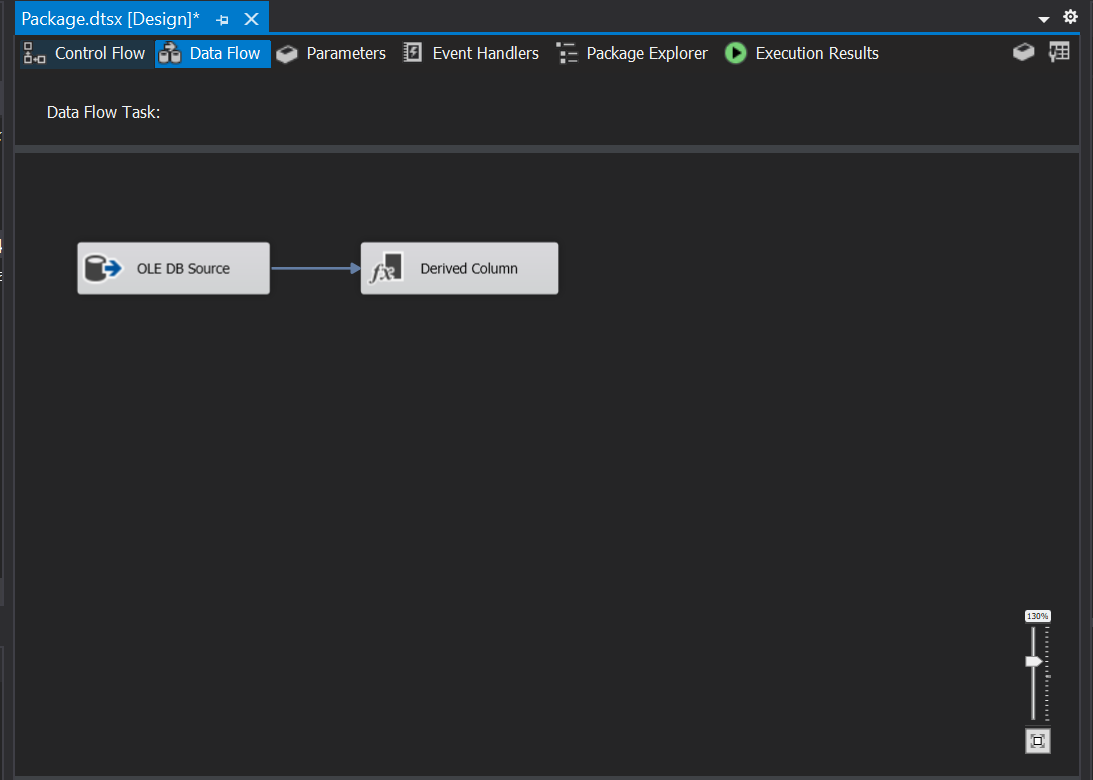 Package.dtsx [Design]*
Control Flow Data Flow Parameters Event Handlers Package Explorer Execution Results
Data Flow Task:
OLE DB Source Derived Column
130%